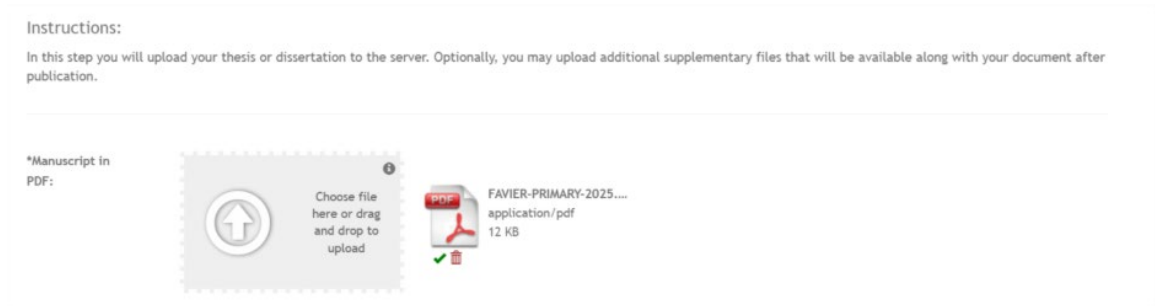 Instructions:
In this step you will upload your thesis or dissertation to the server. Optionally, you may upload additional supplementary files that will be available along with your document after
publication.
*Manuscript in
PDF:
Choose file
here or drag
and drop to
upload
PDF
FAVIER-PRIMARY-2025....
application/pdf
12 KB